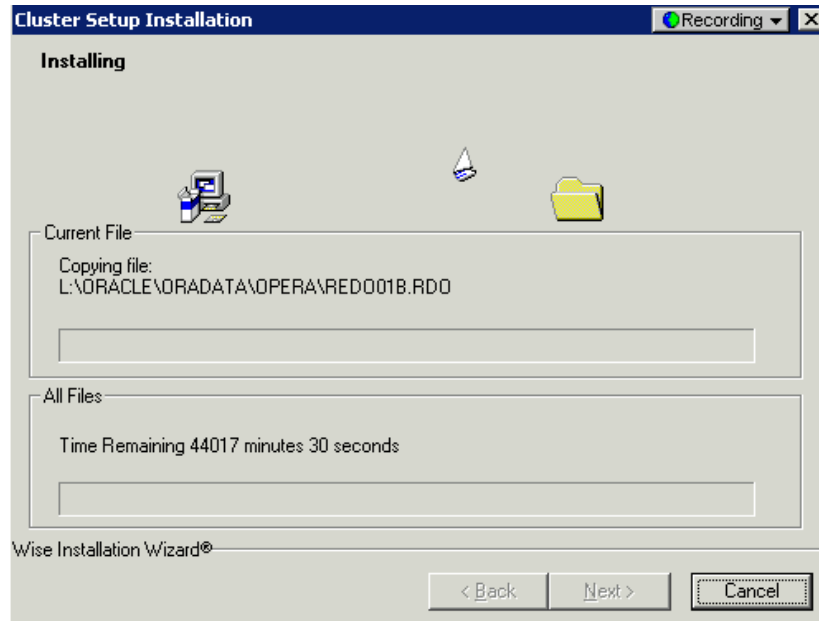 Cluster Setup Installation
Recording
Installing
Current File
Copying file:
L:\ORACLE\ORADATA\OPERA\REDO01B.RDO
All Files
Time Remaining 44017 minutes 30 seconds
Wise Installation Wizard®
< Back
Next >
Cancel